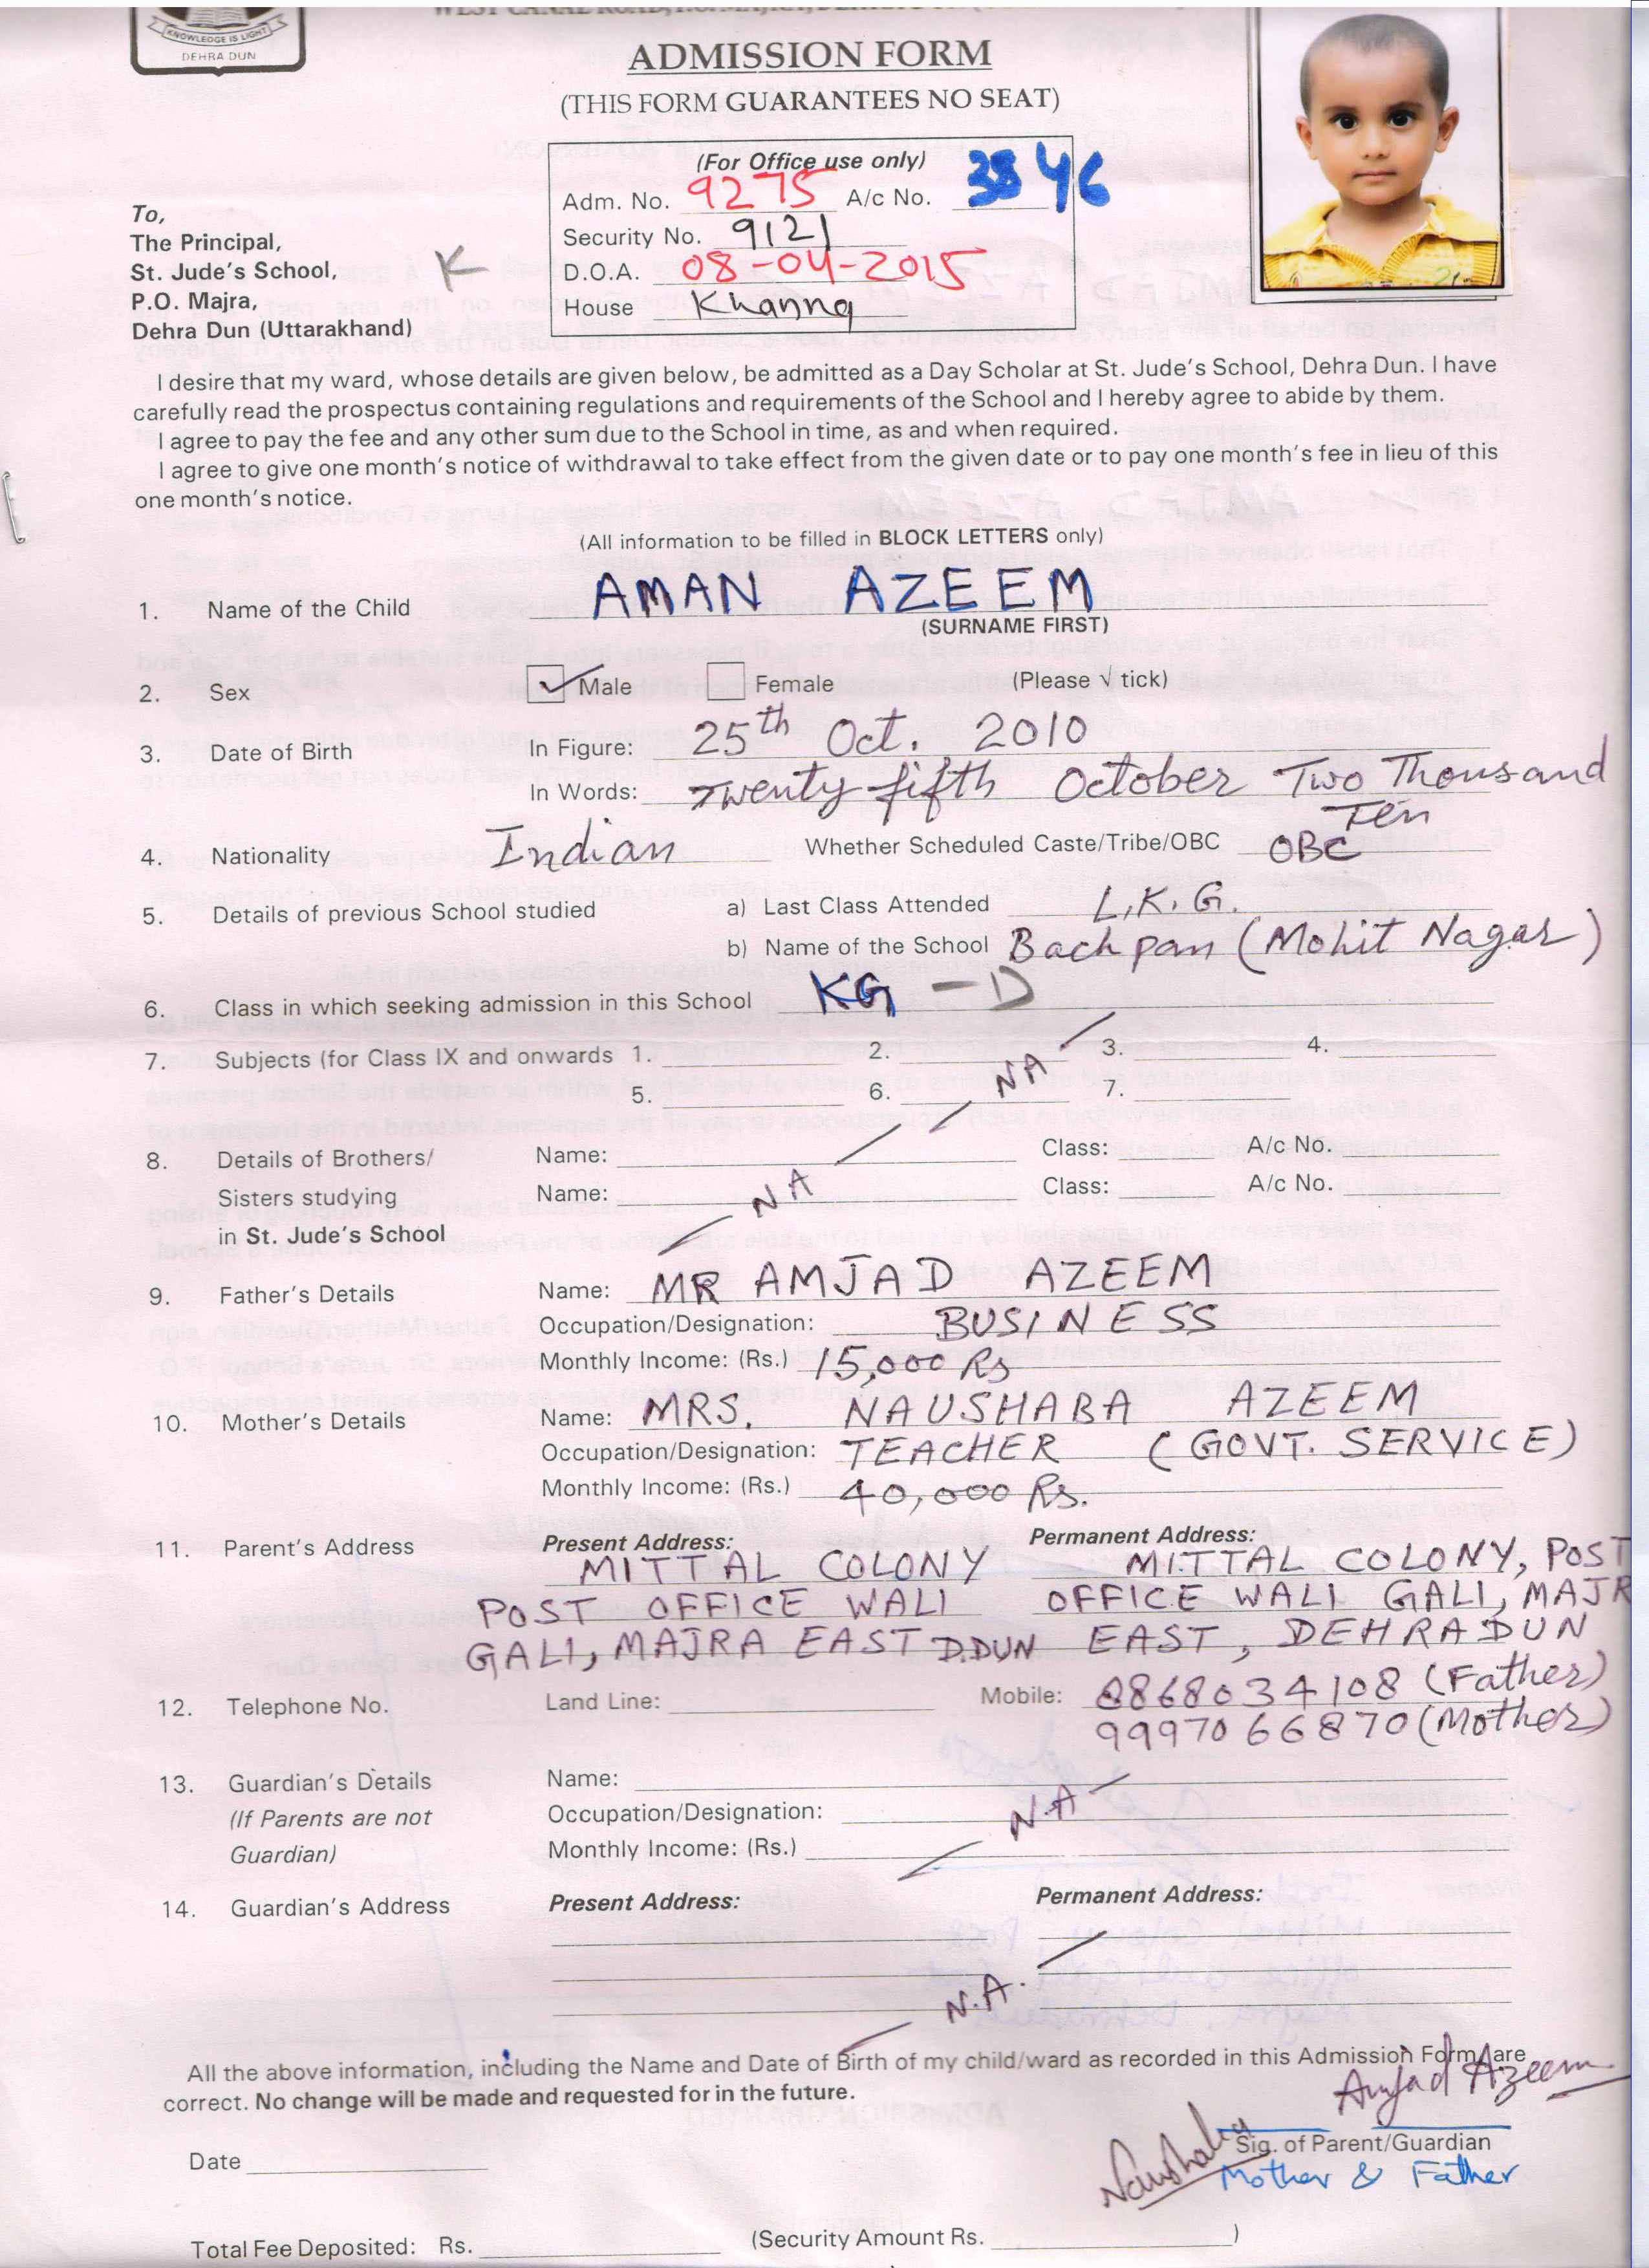 KNOWLEDGE IS LIGHT
DEHRA DUN
ADMISSION FORM
(THIS FORM GUARANTEES NO SEAT)
(For Office use only)
Adm. No. 9275 A/c No. 3846
Security No. 9121
D.O.A. 08-04-2015
House Khanna
To,
The Principal,
St. Jude's School,
P.O. Majra,
Dehra Dun (Uttarakhand)
K
I desire that my ward, whose details are given below, be admitted as a Day Scholar at St. Jude's School, Dehra Dun. I have
carefully read the prospectus containing regulations and requirements of the School and I hereby agree to abide by them.
I agree to pay the fee and any other sum due to the School in time, as and when required.
I agree to give one month's notice of withdrawal to take effect from the given date or to pay one month's fee in lieu of this
one month's notice.
(All information to be filled in BLOCK LETTERS only)
1. Name of the Child AMAN AZEEM
(SURNAME FIRST)
2. Sex ✓ Male Female (Please √ tick)
3. Date of Birth In Figure: 25th Oct. 2010
In Words: Twenty fifth October Two Thousand
Ten
4. Nationality Indian Whether Scheduled Caste/Tribe/OBC OBC
5. Details of previous School studied a) Last Class Attended L.K.G.
b) Name of the School Bachpan (Mohit Nagar)
6. Class in which seeking admission in this School KG - D
7. Subjects (for Class IX and onwards 1. 2. 3. 4.
5. 6. NA 7.
8. Details of Brothers/ Name: Class: A/c No.
Sisters studying Name: NA Class: A/c No.
in St. Jude's School
9. Father's Details Name: MR AMJAD AZEEM
Occupation/Designation: BUSINESS
Monthly Income: (Rs.) 15,000 Rs
10. Mother's Details Name: MRS. NAUSHABA AZEEM
Occupation/Designation: TEACHER (GOVT. SERVICE)
Monthly Income: (Rs.) 40,000 Rs.
11. Parent's Address Present Address: Permanent Address:
MITTAL COLONY MITTAL COLONY, POST
POST OFFICE WALI OFFICE WALI GALI, MAJR
GALI, MAJRA EAST D.DUN EAST, DEHRADUN
12. Telephone No. Land Line: Mobile: 8868034108 (Father)
9997066870 (Mother)
13. Guardian's Details Name:
(If Parents are not Occupation/Designation: N.A
Guardian) Monthly Income: (Rs.)
14. Guardian's Address Present Address: Permanent Address:
N.A.
All the above information, including the Name and Date of Birth of my child/ward as recorded in this Admission Form are
correct. No change will be made and requested for in the future.
Amjad Azeem
Naushaba
Sig. of Parent/Guardian
Mother & Father
Date
Total Fee Deposited: Rs. (Security Amount Rs. )